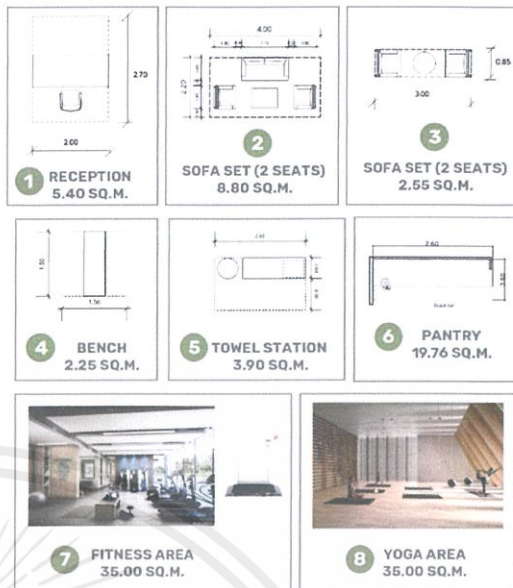 2.70
2.00
1 RECEPTION
5.40 SQ.M.
4.00
2.20
2
SOFA SET (2 SEATS)
8.80 SQ.M.
0.85
3.00
3
SOFA SET (2 SEATS)
2.55 SQ.M.
1.50
1.50
4 BENCH
2.25 SQ.M.
5 TOWEL STATION
3.90 SQ.M.
2.60
6 PANTRY
19.76 SQ.M.
7 FITNESS AREA
35.00 SQ.M.
8 YOGA AREA
35.00 SQ.M.